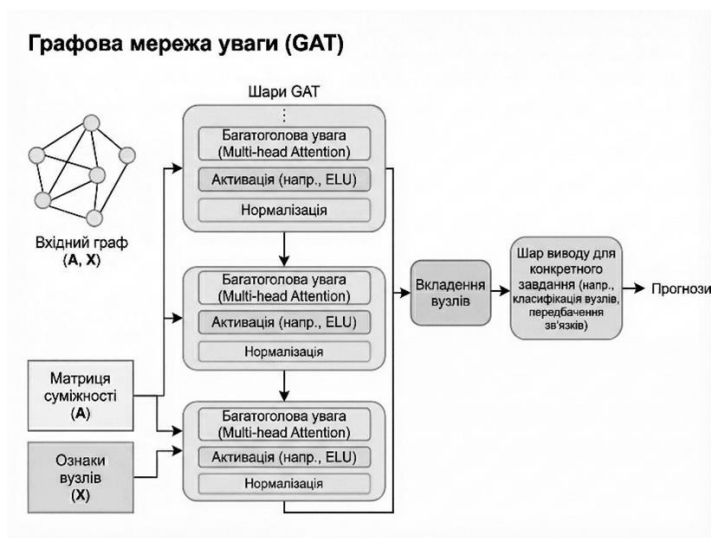 Графова мережа уваги (GAT)
Шари GAT
⋮
Багатоголова увага
(Multi-head Attention)
Активація (напр., ELU)
Нормалізація
Вхідний граф
(A, X)
Багатоголова увага
(Multi-head Attention)
Активація (напр., ELU)
Нормалізація
Матриця
суміжності
(A)
Ознаки
вузлів
(X)
Багатоголова увага
(Multi-head Attention)
Активація (напр., ELU)
Нормалізація
Вкладення
вузлів
Шар виводу для
конкретного
завдання (напр.,
класифікація вузлів,
передбачення
зв'язків)
Прогнози